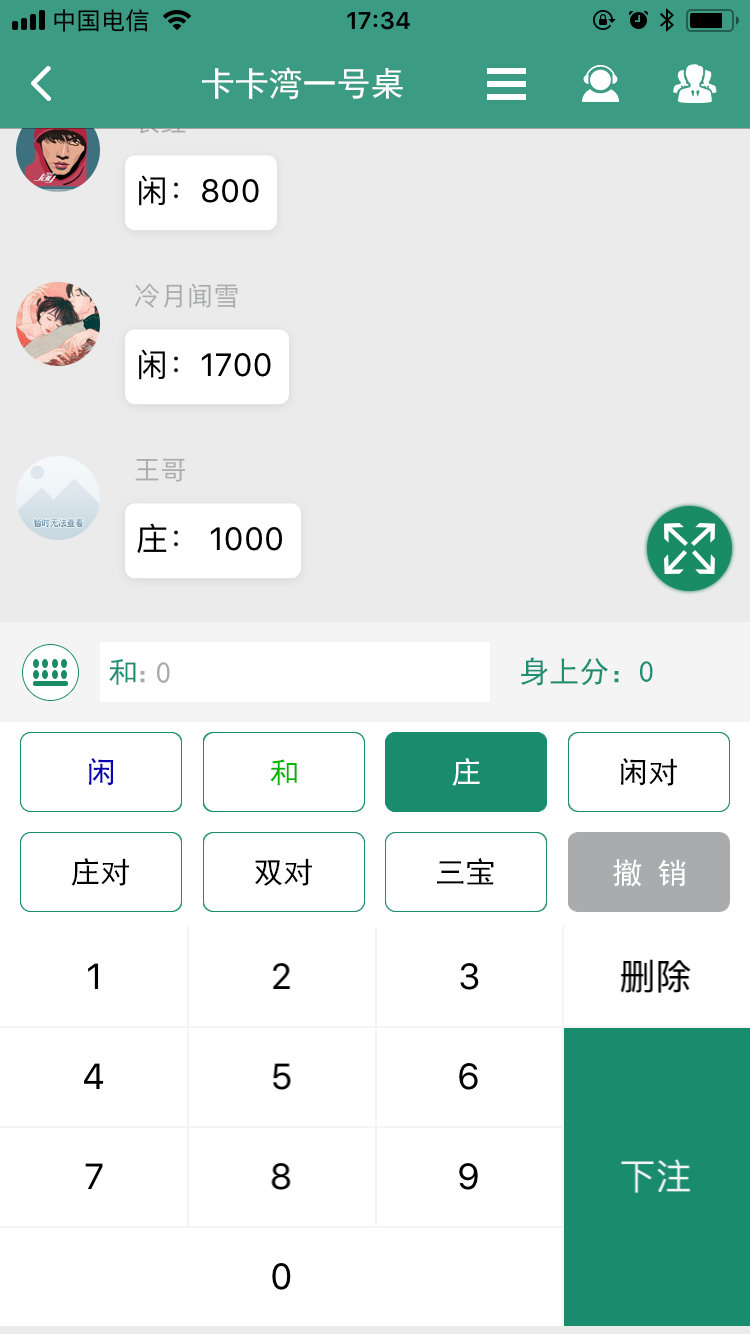 中国电信
17:34
卡卡湾一号桌
Jay
闲：800
冷月闻雪
闲：1700
王哥
暂时无法查看
庄： 1000
和: 0
身上分：0
闲
和
庄
闲对
庄对
双对
三宝
撤 销
1
2
3
删除
4
5
6
7
8
9
下注
0